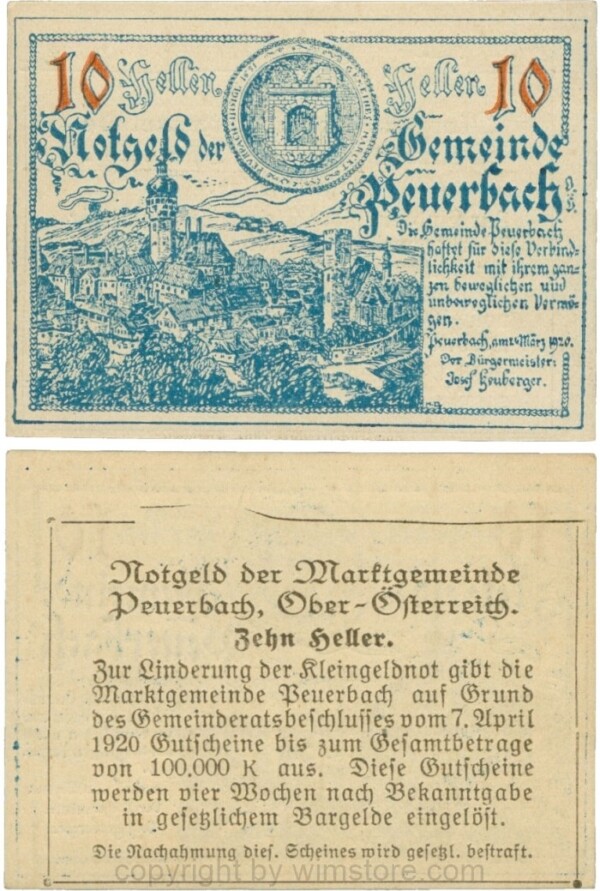 10 Heller Heller 10
Notgeld der Gemeinde
Peuerbach O.Ö.
Die Gemeinde Peuerbach
haftet für diese Verbind-
lichkeit mit ihrem gan-
zen beweglichen und
unbeweglichen Vermö-
gen.
Peuerbach, am März 1920.
Der Bürgermeister:
Josef Heuberger.
Notgeld der Marktgemeinde
Peuerbach, Ober-Österreich.
Zehn Heller.
Zur Linderung der Kleingeldnot gibt die
Marktgemeinde Peuerbach auf Grund
des Gemeinderatsbeschlusses vom 7. April
1920 Gutscheine bis zum Gesamtbetrage
von 100.000 K aus. Diese Gutscheine
werden vier Wochen nach Bekanntgabe
in gesetzlichem Bargelde eingelöst.
Die Nachahmung dies. Scheines wird gesetzl. bestraft.
copyright by wimstore.com